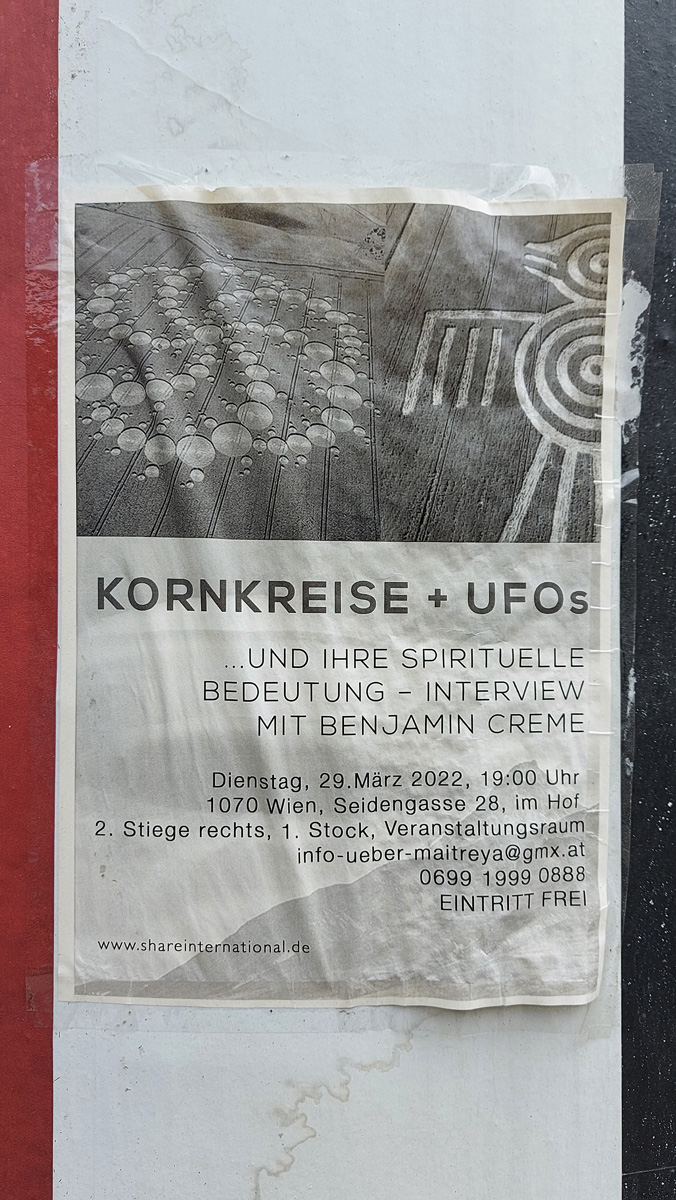 KORNKREISE + UFOs
...UND IHRE SPIRITUELLE
BEDEUTUNG – INTERVIEW
MIT BENJAMIN CREME
Dienstag, 29.März 2022, 19:00 Uhr
1070 Wien, Seidengasse 28, im Hof
2. Stiege rechts, 1. Stock, Veranstaltungsraum
info-ueber-maitreya@gmx.at
0699 1999 0888
EINTRITT FREI
www.shareinternational.de